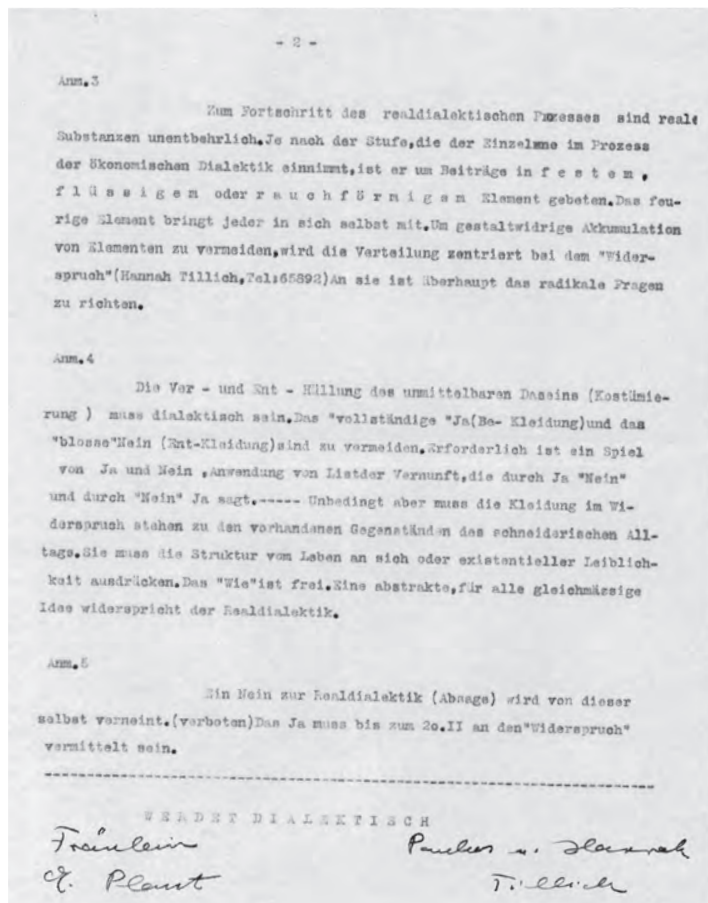 - 2 -
Anm.3
Zum Fortschritt des realdialektischen Prozesses sind reale
Substanzen unentbehrlich.Je nach der Stufe,die der Einzelne im Prozess
der ökonomischen Dialektik einnimmt,ist er um Beiträge in f e s t e m ,
f l ü s s i g e m oder r a u c h f ö r m i g e m Element gebeten.Das feu-
rige Element bringt jeder in sich selbst mit.Um gestaltwidrige Akkumulation
von Elementen zu vermeiden,wird die Verteilung zentriert bei dem "Wider-
spruch"(Hannah Tillich,Tel:65892)An sie ist überhaupt das radikale Fragen
zu richten.
Anm.4
Die Ver - und Ent - Hüllung des unmittelbaren Daseins (Kostümie-
rung ) muss dialektisch sein.Das "vollständige "Ja(Be- Kleidung)und das
"blosse"Nein (Ent-Kleidung)sind zu vermeiden.Erforderlich ist ein Spiel
von Ja und Nein ,Anwendung von Listder Vernunft,die durch Ja "Nein"
und durch "Nein" Ja sagt.----- Unbedingt aber muss die Kleidung im Wi-
derspruch stehen zu den vorhandenen Gegenständen des schneiderischen All-
tags.Sie muss die Struktur vom Leben an sich oder existentieller Leiblich-
keit ausdrücken.Das "Wie"ist frei.Eine abstrakte,für alle gleichmässige
Idee widerspricht der Realdialektik.
Anm.5
Ein Nein zur Realdialektik (Absage) wird von dieser
selbst verneint.(verboten)Das Ja muss bis zum 2o.II an den"Widerspruch"
vermittelt sein.
W E R D E T D I A L E K T I S C H
Fräulein
Plaut
Paulus u. Hannah
Tillich